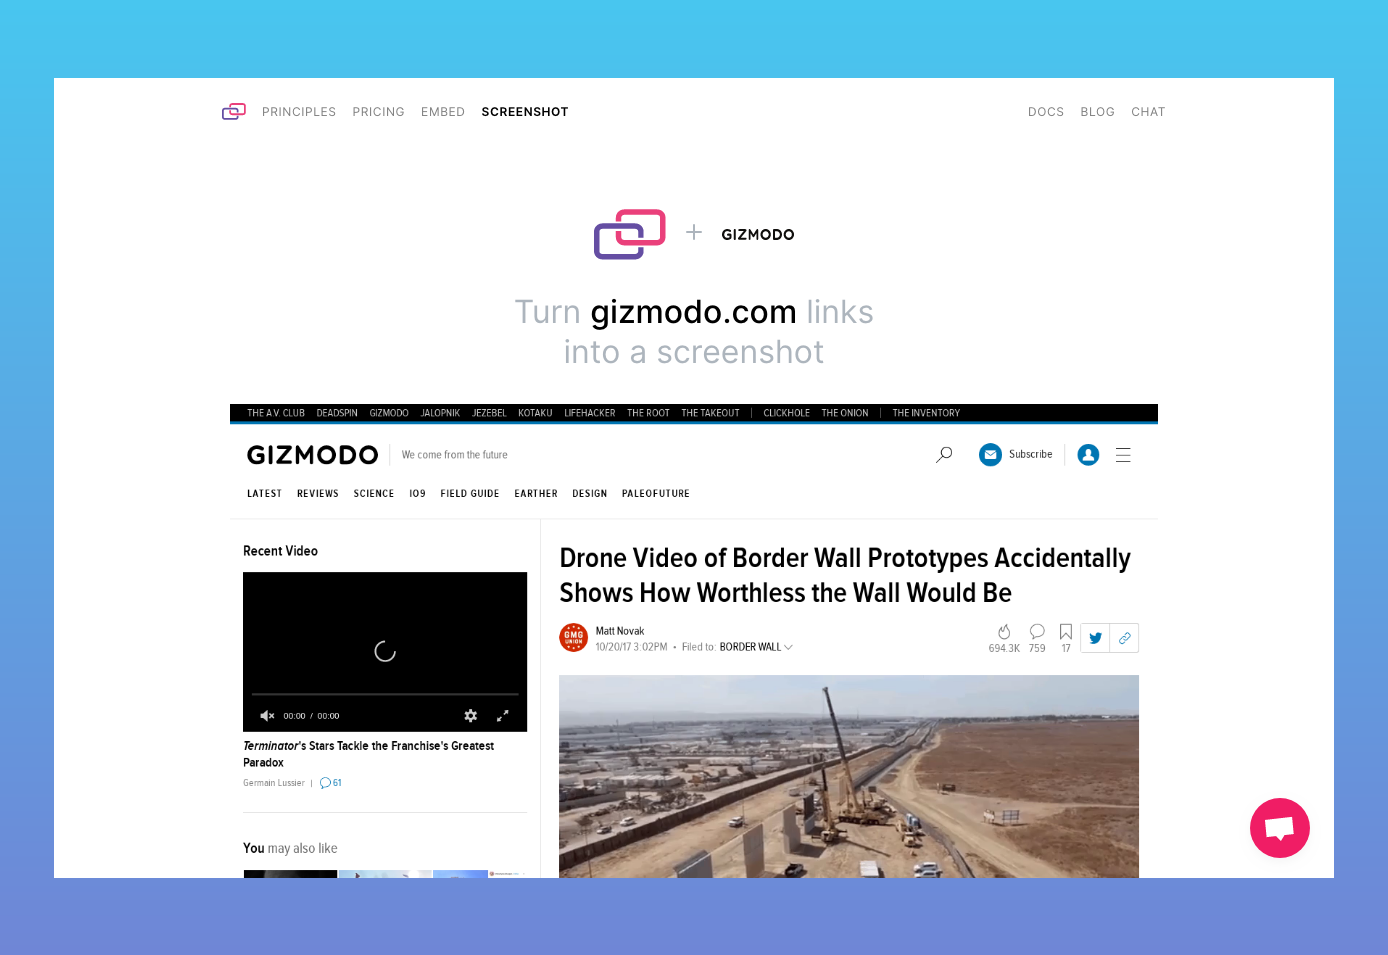 PRINCIPLES PRICING EMBED SCREENSHOT DOCS BLOG CHAT
+ GIZMODO
Turn gizmodo.com links
into a screenshot
THE A.V. CLUB DEADSPIN GIZMODO JALOPNIK JEZEBEL KOTAKU LIFEHACKER THE ROOT THE TAKEOUT | CLICKHOLE THE ONION | THE INVENTORY
GIZMODO We come from the future Subscribe
LATEST REVIEWS SCIENCE IO9 FIELD GUIDE EARTHER DESIGN PALEOFUTURE
Recent Video
00:00 / 00:00
Terminator's Stars Tackle the Franchise's Greatest
Paradox
Germain Lussier | 61
You may also like
Drone Video of Border Wall Prototypes Accidentally
Shows How Worthless the Wall Would Be
GMG
UNION
Matt Novak
10/20/17 3:02PM • Filed to: BORDER WALL
694.3K 759 17